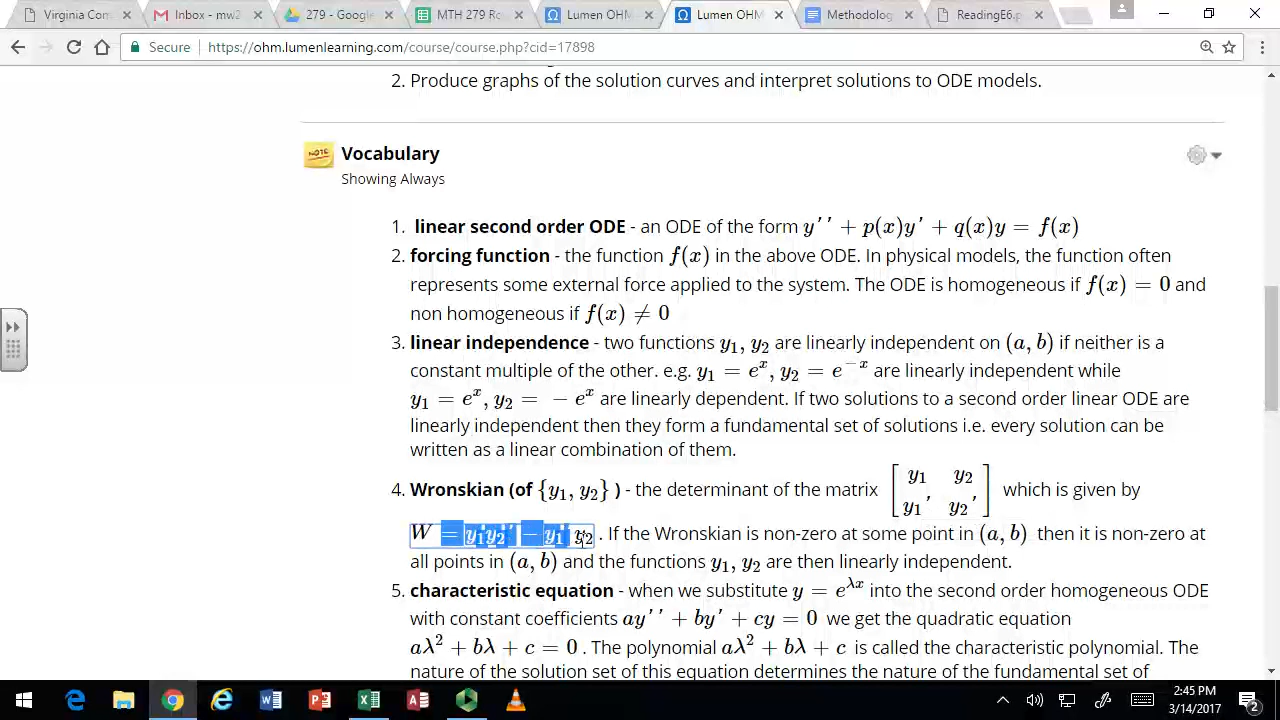 Virginia Co
Inbox - mw2
279 - Google
MTH 279 Ro
Lumen OHM
Lumen OHM
Methodolog
ReadingE6.p
Secure
https://ohm.lumenlearning.com/course/course.php?cid=17898
2. Produce graphs of the solution curves and interpret solutions to ODE models.
NOTE
Vocabulary
Showing Always
1. linear second order ODE - an ODE of the form y′′ + p(x)y′ + q(x)y = f(x)
2. forcing function - the function f(x) in the above ODE. In physical models, the function often
represents some external force applied to the system. The ODE is homogeneous if f(x) = 0 and
non homogeneous if f(x) ≠ 0
3. linear independence - two functions y₁, y₂ are linearly independent on (a, b) if neither is a
constant multiple of the other. e.g. y₁ = eˣ, y₂ = e⁻ˣ are linearly independent while
y₁ = eˣ, y₂ = − eˣ are linearly dependent. If two solutions to a second order linear ODE are
linearly independent then they form a fundamental set of solutions i.e. every solution can be
written as a linear combination of them.
4. Wronskian (of {y₁, y₂} ) - the determinant of the matrix [ y₁ y₂ ; y₁′ y₂′ ] which is given by
W = y₁y₂′ − y₁′ y₂ . If the Wronskian is non-zero at some point in (a, b) then it is non-zero at
all points in (a, b) and the functions y₁, y₂ are then linearly independent.
5. characteristic equation - when we substitute y = e^λx into the second order homogeneous ODE
with constant coefficients ay′′ + by′ + cy = 0 we get the quadratic equation
aλ² + bλ + c = 0 . The polynomial aλ² + bλ + c is called the characteristic polynomial. The
nature of the solution set of this equation determines the nature of the fundamental set of
2:45 PM
3/14/2017
2